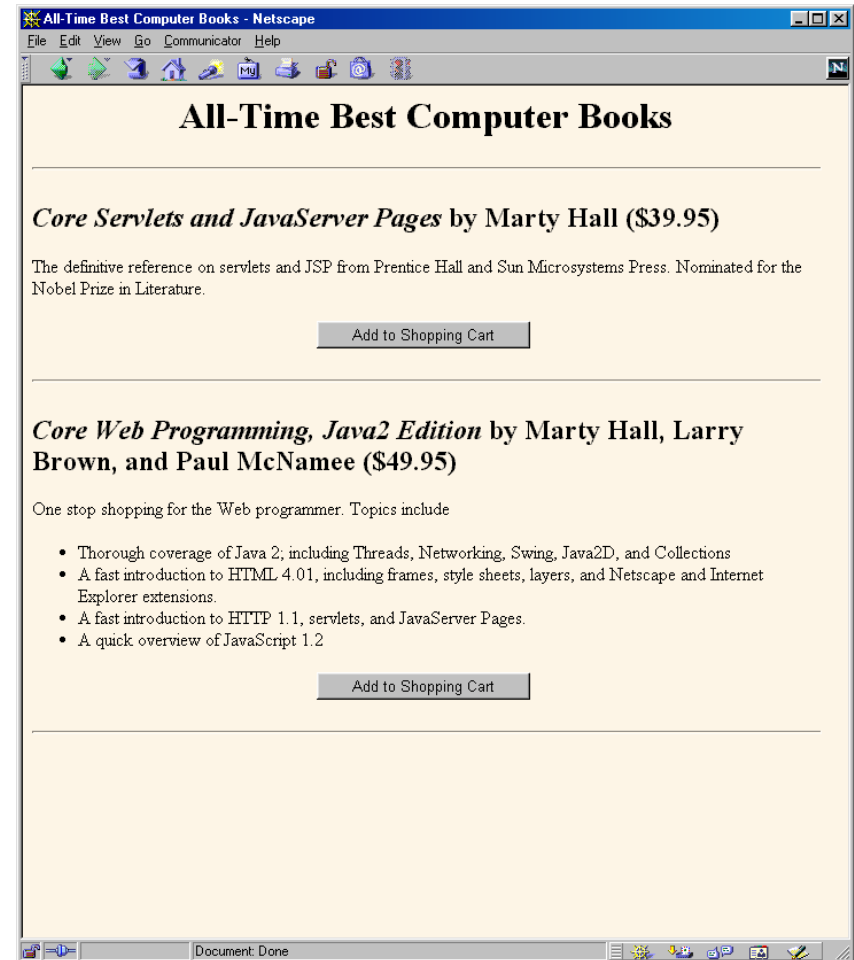 All-Time Best Computer Books - Netscape
File Edit View Go Communicator Help
My
N
All-Time Best Computer Books
Core Servlets and JavaServer Pages by Marty Hall ($39.95)
The definitive reference on servlets and JSP from Prentice Hall and Sun Microsystems Press. Nominated for the
Nobel Prize in Literature.
Add to Shopping Cart
Core Web Programming, Java2 Edition by Marty Hall, Larry
Brown, and Paul McNamee ($49.95)
One stop shopping for the Web programmer. Topics include
• Thorough coverage of Java 2; including Threads, Networking, Swing, Java2D, and Collections
• A fast introduction to HTML 4.01, including frames, style sheets, layers, and Netscape and Internet
Explorer extensions.
• A fast introduction to HTTP 1.1, servlets, and JavaServer Pages.
• A quick overview of JavaScript 1.2
Add to Shopping Cart
Document: Done